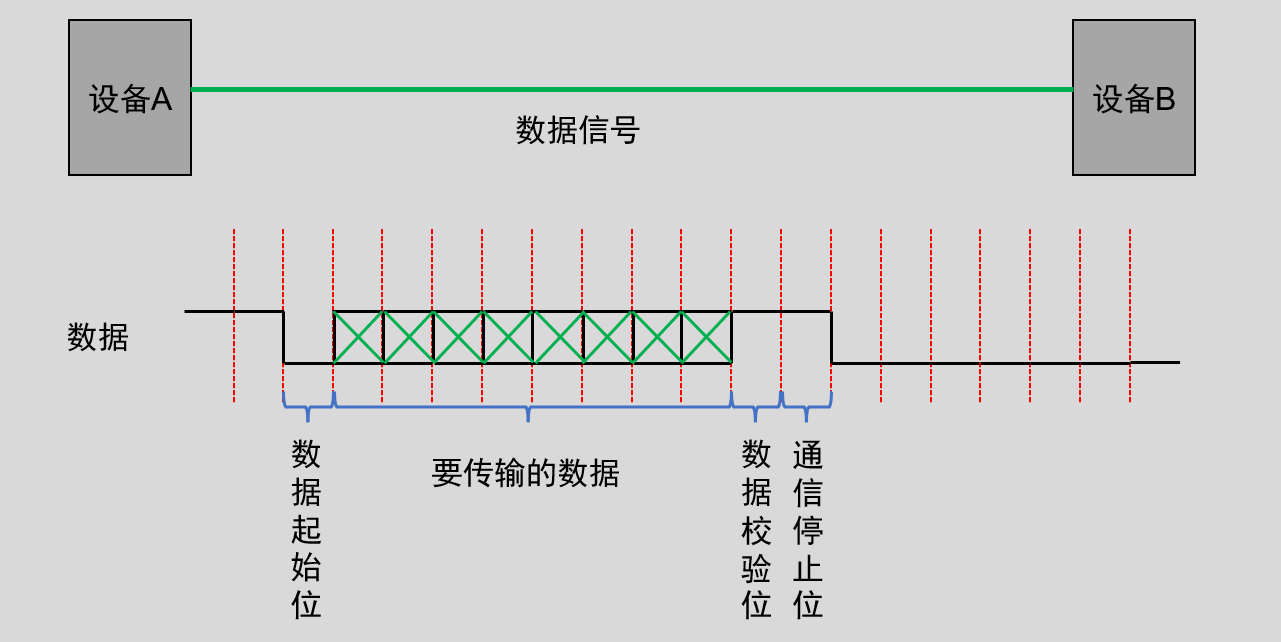 设备A
设备B
数据信号
数据
数据起始位
要传输的数据
数据校验位
通信停止位